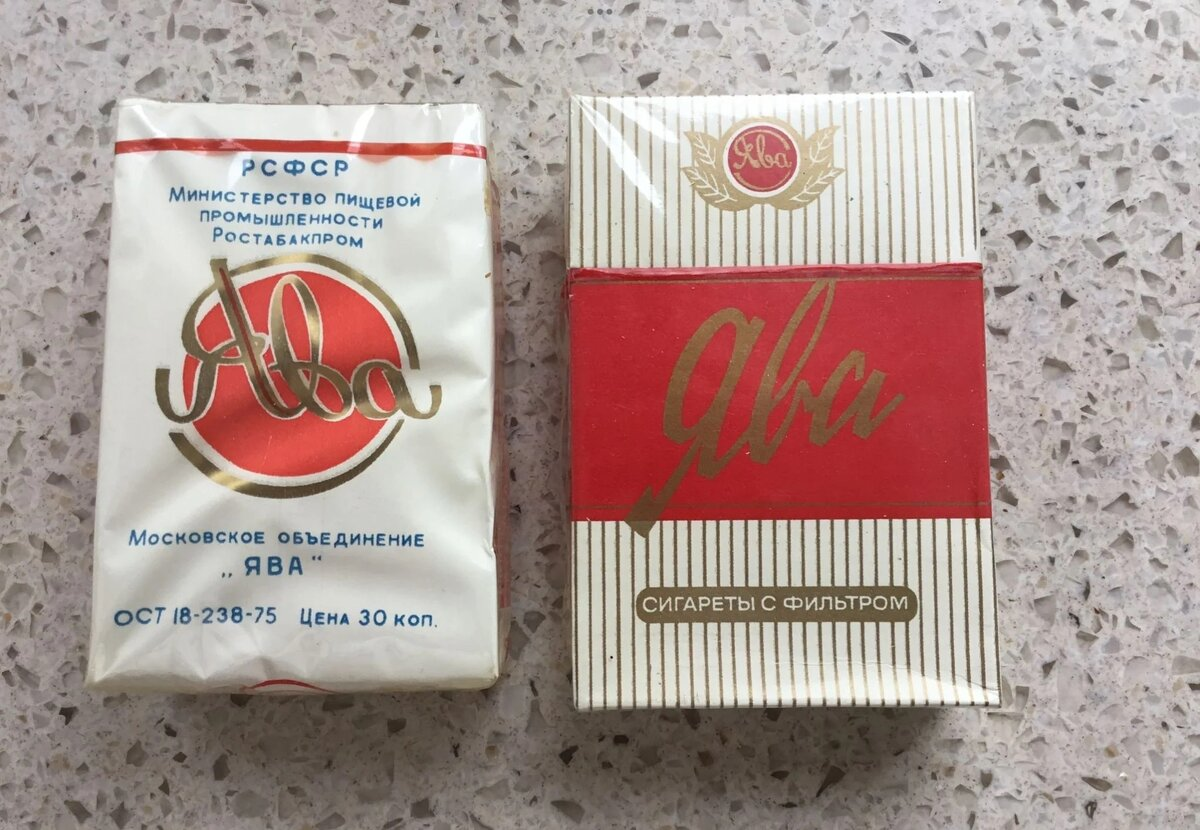 РСФСР
Министерство пищевой
промышленности
Ростабакпром
Ява
Московское объединение
„ЯВА“
ОСТ 18-238-75 Цена 30 коп.
Ява
Ява
СИГАРЕТЫ С ФИЛЬТРОМ